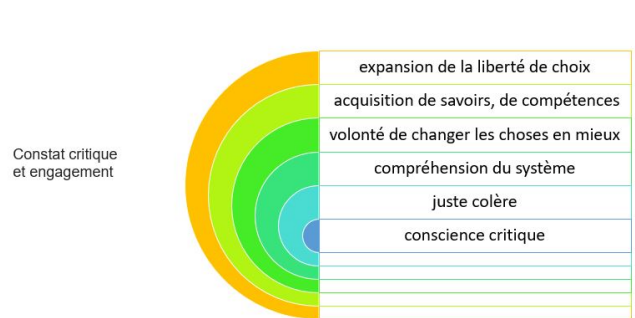 expansion de la liberté de choix
acquisition de savoirs, de compétences
volonté de changer les choses en mieux
Constat critique
et engagement
compréhension du système
juste colère
conscience critique